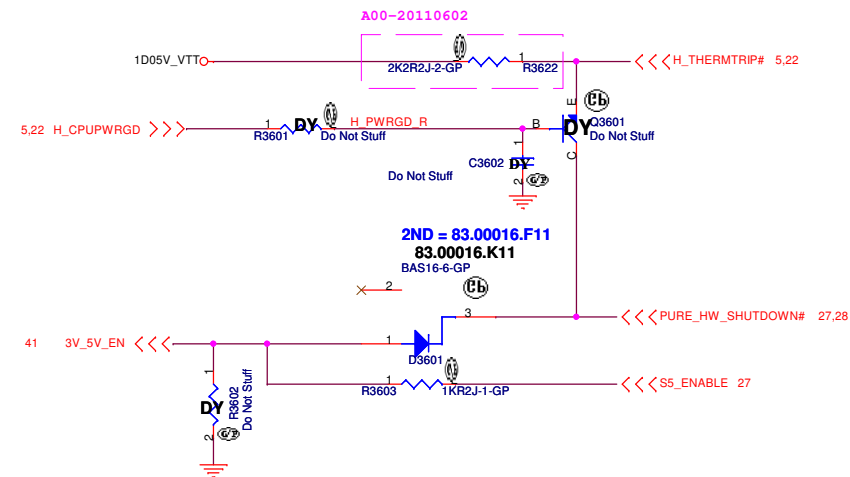 A00-20110602
1D05V_VTT
2K2R2J-2-GP
1
R3622
H_THERMTRIP# 5,22
5,22 H_CPUPWRGD
1
R3601
DY
Do Not Stuff
H_PWRGD_R
B
E
C
DY
Q3601
Do Not Stuff
1
C3602
DY
2
G/P
Do Not Stuff
2ND = 83.00016.F11
83.00016.K11
BAS16-6-GP
2
3
PURE_HW_SHUTDOWN# 27,28
41 3V_5V_EN
1
D3601
1
R3603
1KR2J-1-GP
S5_ENABLE 27
1
R3602
Do Not Stuff
DY
2
G/P